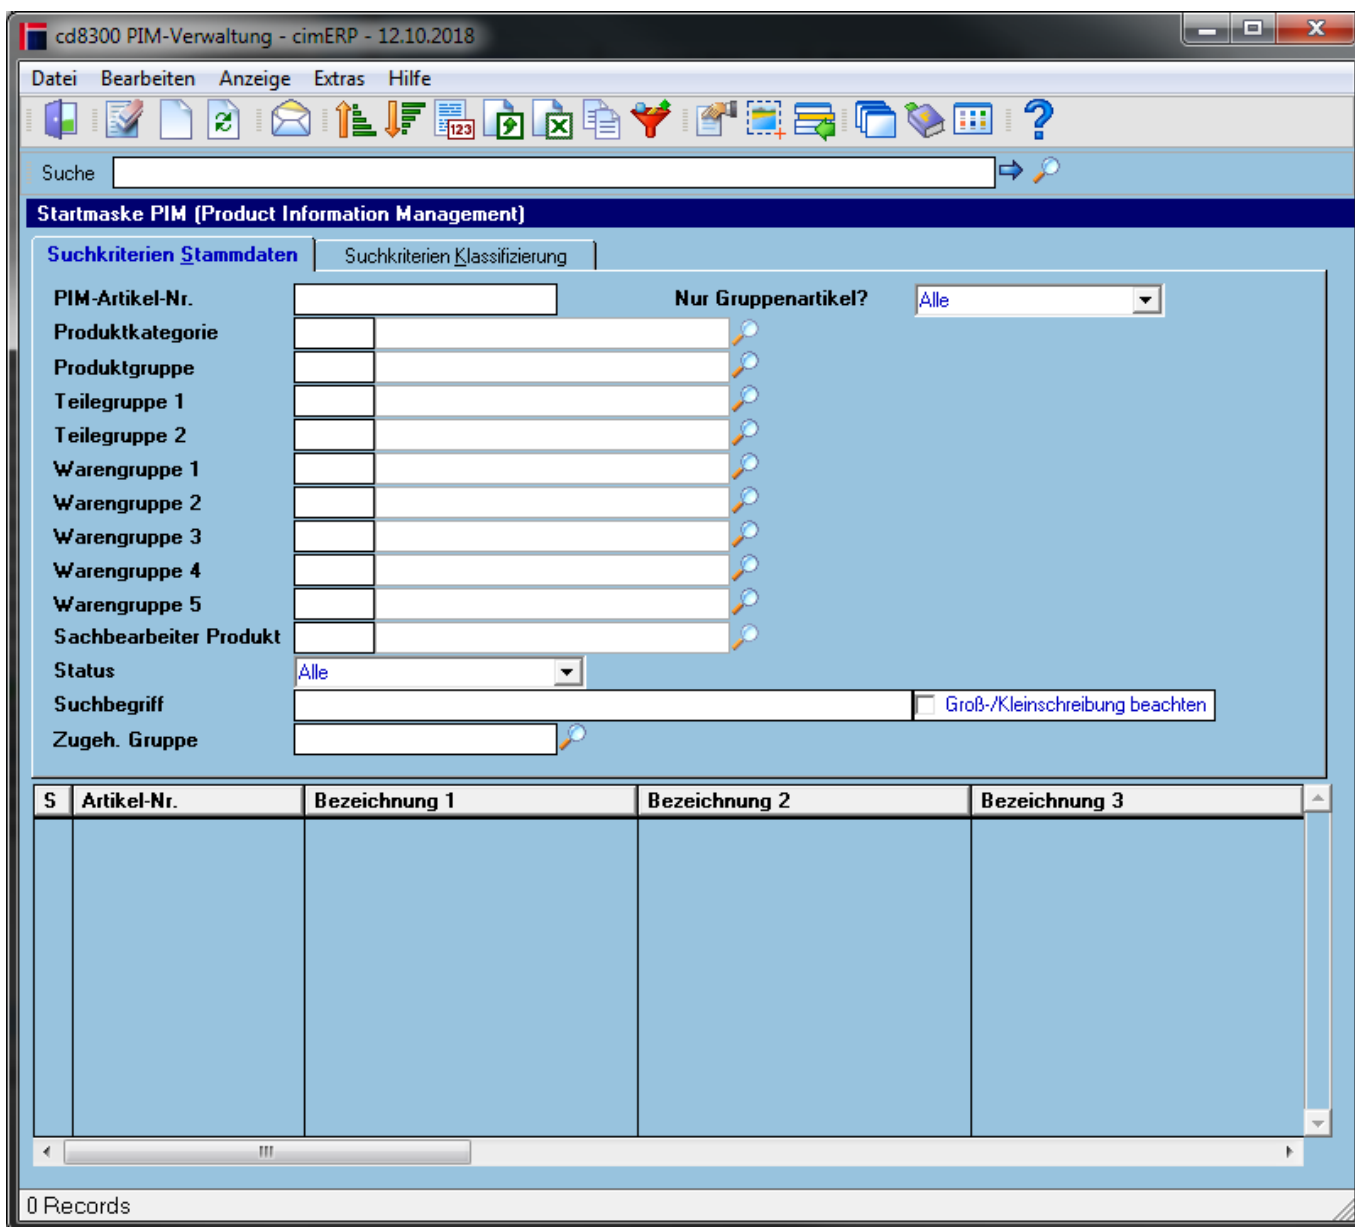 cd8300 PIM-Verwaltung - cimERP - 12.10.2018
Datei Bearbeiten Anzeige Extras Hilfe
123
Suche
Startmaske PIM (Product Information Management)
Suchkriterien Stammdaten Suchkriterien Klassifizierung
PIM-Artikel-Nr. Nur Gruppenartikel? Alle
Produktkategorie
Produktgruppe
Teilegruppe 1
Teilegruppe 2
Warengruppe 1
Warengruppe 2
Warengruppe 3
Warengruppe 4
Warengruppe 5
Sachbearbeiter Produkt
Status Alle
Suchbegriff Groß-/Kleinschreibung beachten
Zugeh. Gruppe
S Artikel-Nr. Bezeichnung 1 Bezeichnung 2 Bezeichnung 3
0 Records